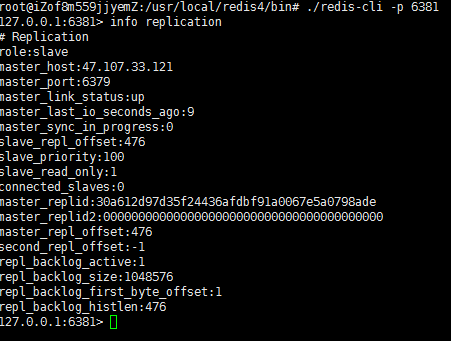 root@iZof8m559jjyemZ:/usr/local/redis4/bin# ./redis-cli -p 6381
127.0.0.1:6381> info replication
# Replication
role:slave
master_host:47.107.33.121
master_port:6379
master_link_status:up
master_last_io_seconds_ago:9
master_sync_in_progress:0
slave_repl_offset:476
slave_priority:100
slave_read_only:1
connected_slaves:0
master_replid:30a612d97d35f24436afdbf91a0067e5a0798ade
master_replid2:0000000000000000000000000000000000000000
master_repl_offset:476
second_repl_offset:-1
repl_backlog_active:1
repl_backlog_size:1048576
repl_backlog_first_byte_offset:1
repl_backlog_histlen:476
127.0.0.1:6381>